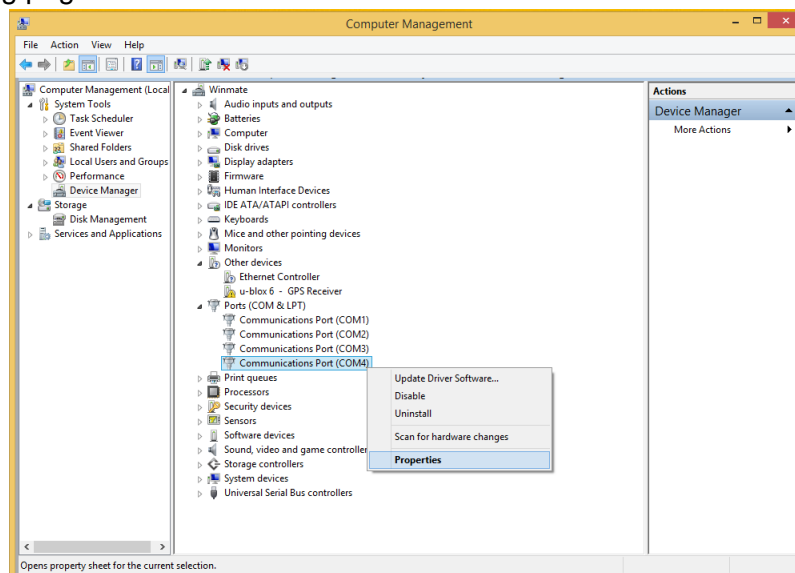 Computer Management
File Action View Help
Computer Management (Local
System Tools
Task Scheduler
Event Viewer
Shared Folders
Local Users and Groups
Performance
Device Manager
Storage
Disk Management
Services and Applications
Winmate
Audio inputs and outputs
Batteries
Computer
Disk drives
Display adapters
Firmware
Human Interface Devices
IDE ATA/ATAPI controllers
Keyboards
Mice and other pointing devices
Monitors
Other devices
Ethernet Controller
u-blox 6 - GPS Receiver
Ports (COM & LPT)
Communications Port (COM1)
Communications Port (COM2)
Communications Port (COM3)
Communications Port (COM4)
Print queues
Processors
Security devices
Sensors
Software devices
Sound, video and game controller
Storage controllers
System devices
Universal Serial Bus controllers
Update Driver Software...
Disable
Uninstall
Scan for hardware changes
Properties
Actions
Device Manager
More Actions
Opens property sheet for the current selection.